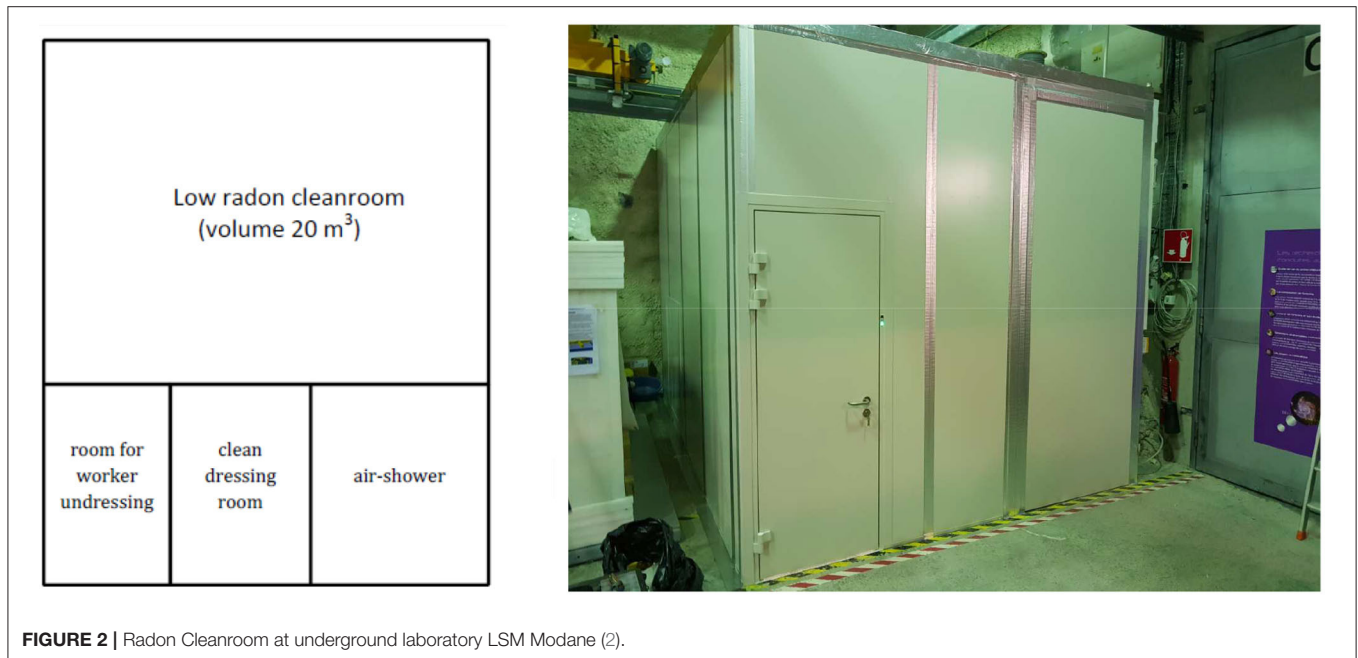 Low radon cleanroom
(volume 20 m³)
room for
worker
undressing
clean
dressing
room
air-shower
FIGURE 2 | Radon Cleanroom at underground laboratory LSM Modane (2).